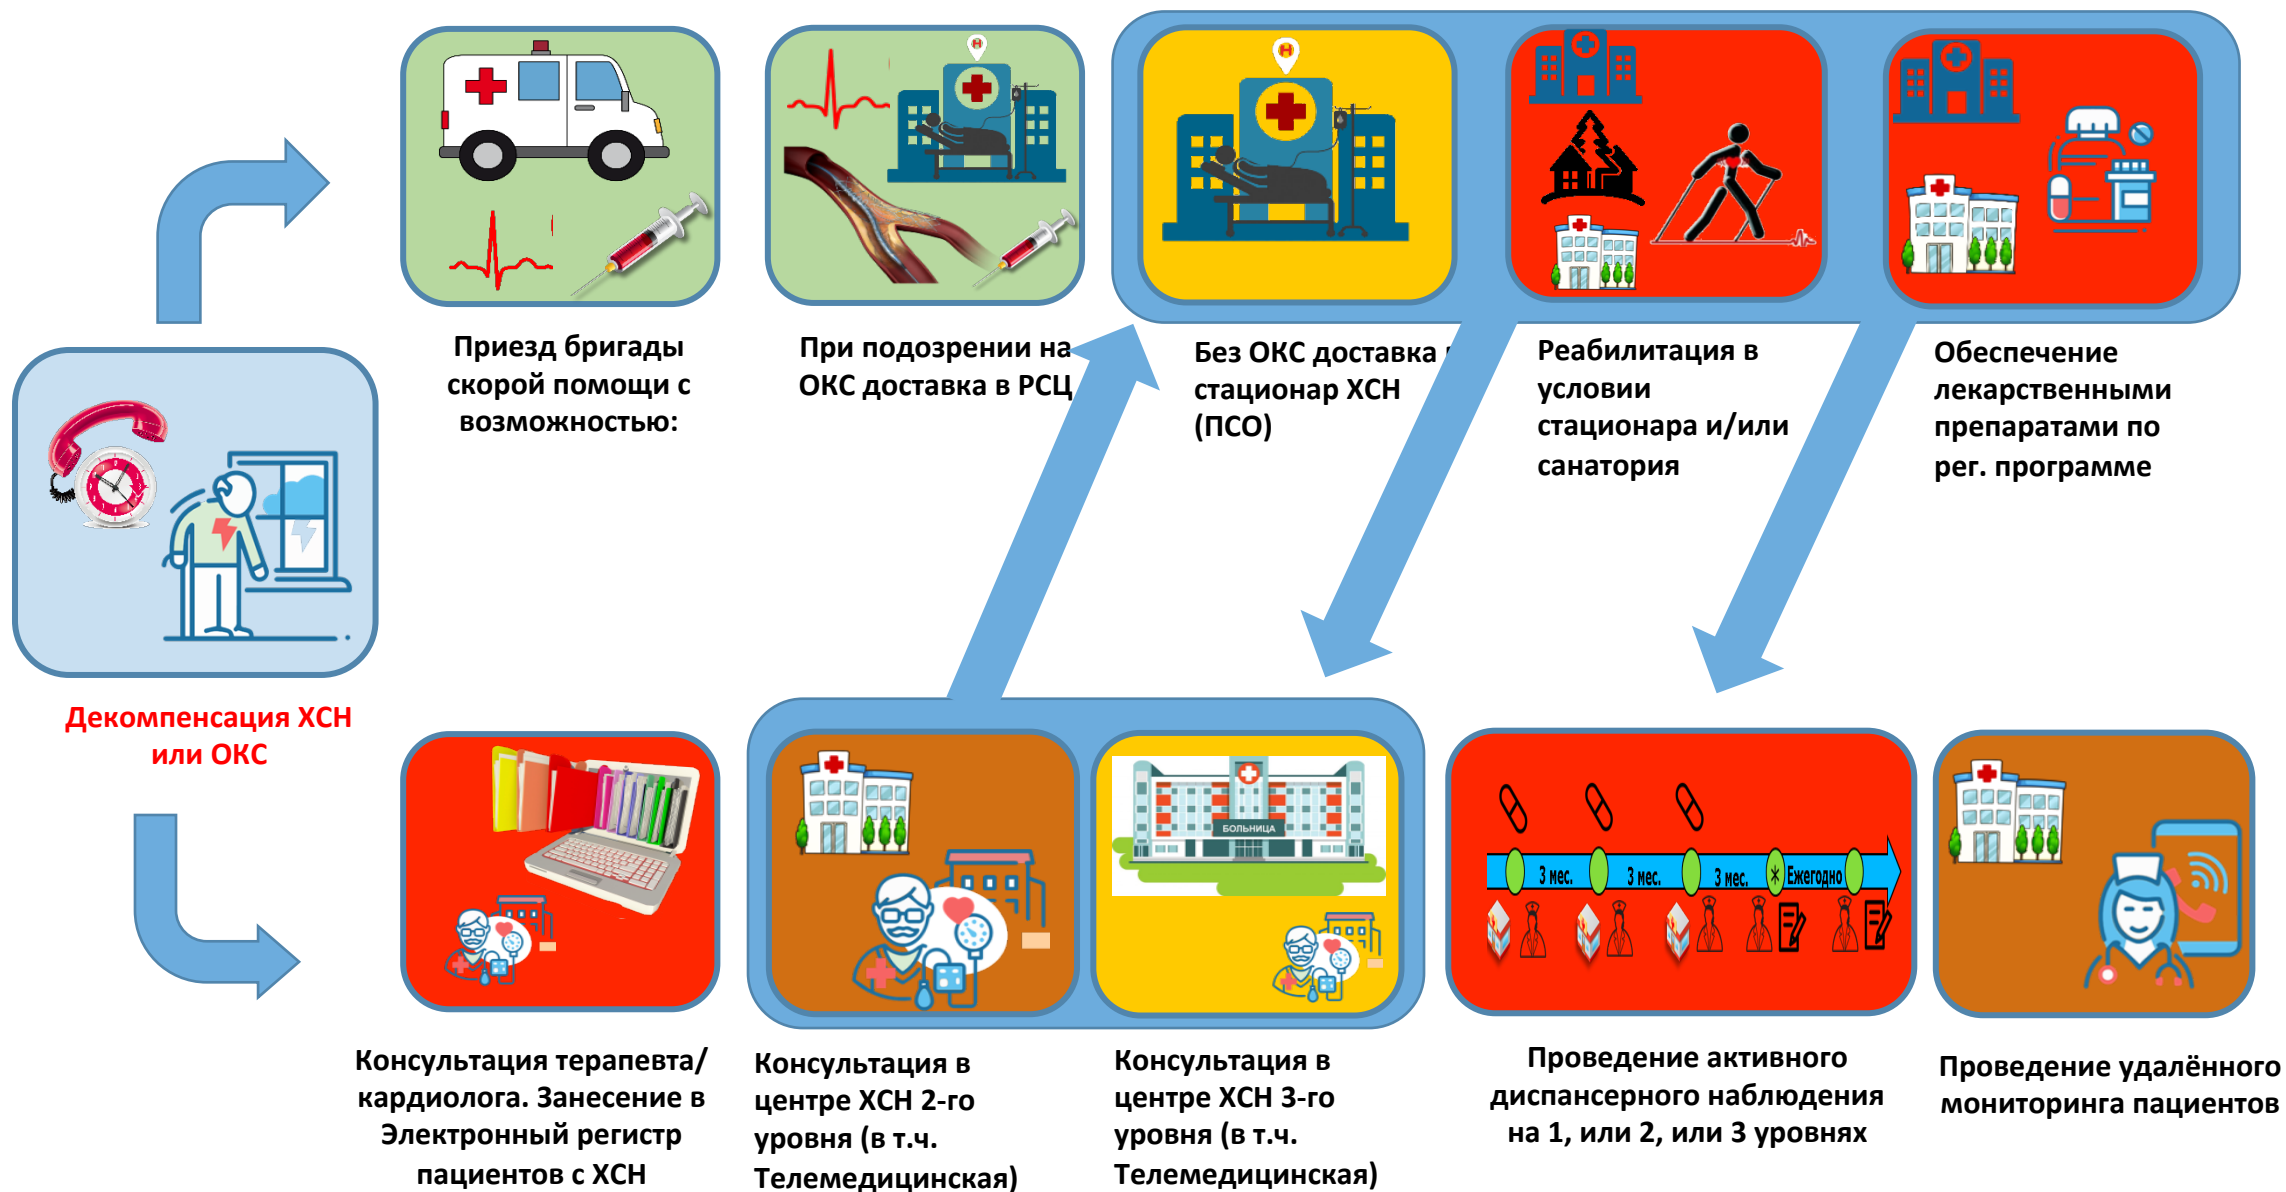 Приезд бригады
скорой помощи с
возможностью:
При подозрении на
ОКС доставка в РСЦ
Без ОКС доставка
стационар ХСН
(ПСО)
Реабилитация в
условии
стационара и/или
санатория
Обеспечение
лекарственными
препаратами по
рег. программе
Декомпенсация ХСН
или ОКС
БОЛЬНИЦА
3 мес.
3 мес.
3 мес.
*
Ежегодно
Консультация терапевта/
кардиолога. Занесение в
Электронный регистр
пациентов с ХСН
Консультация в
центре ХСН 2-го
уровня (в т.ч.
Телемедицинская)
Консультация в
центре ХСН 3-го
уровня (в т.ч.
Телемедицинская)
Проведение активного
диспансерного наблюдения
на 1, или 2, или 3 уровнях
Проведение удалённого
мониторинга пациентов